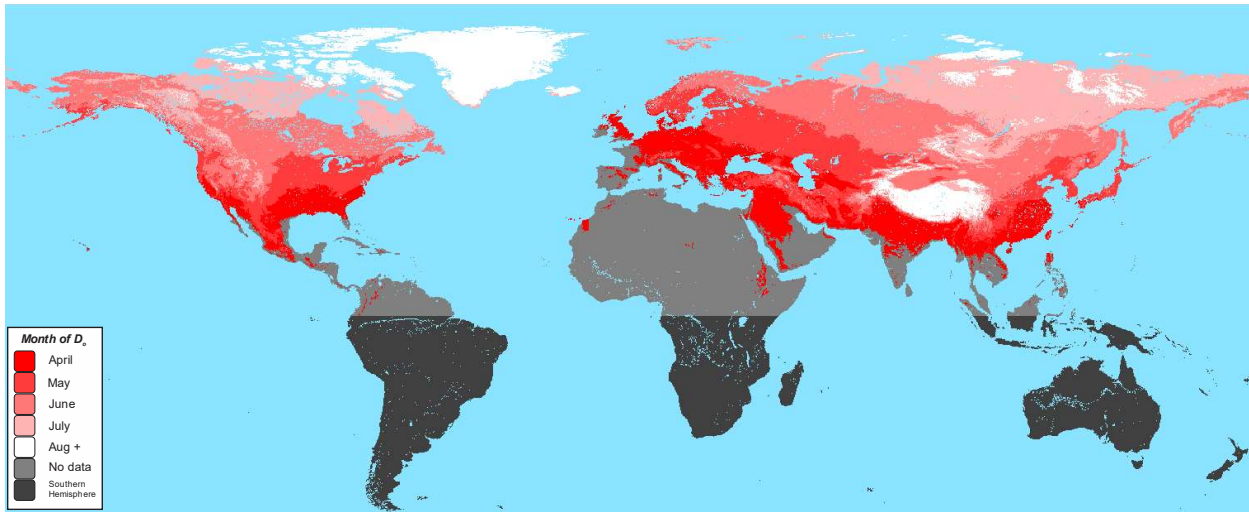 Month of Dₒ
April
May
June
July
Aug +
No data
Southern
Hemisphere